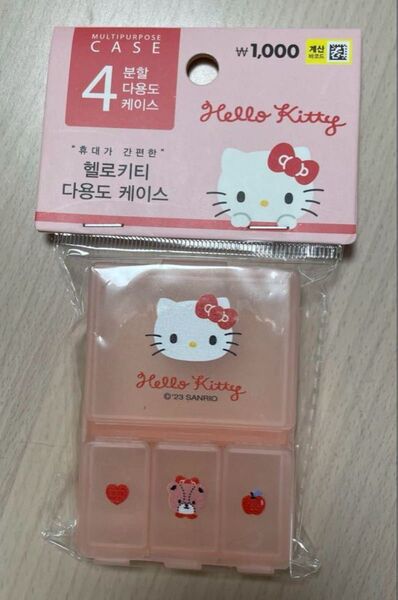 MULTIPURPOSE
CASE
4 분할
다용도
케이스
₩1,000
계산
바코드
Hello Kitty
"휴대가 간편한"
헬로키티
다용도 케이스
Hello Kitty
©'23 SANRIO